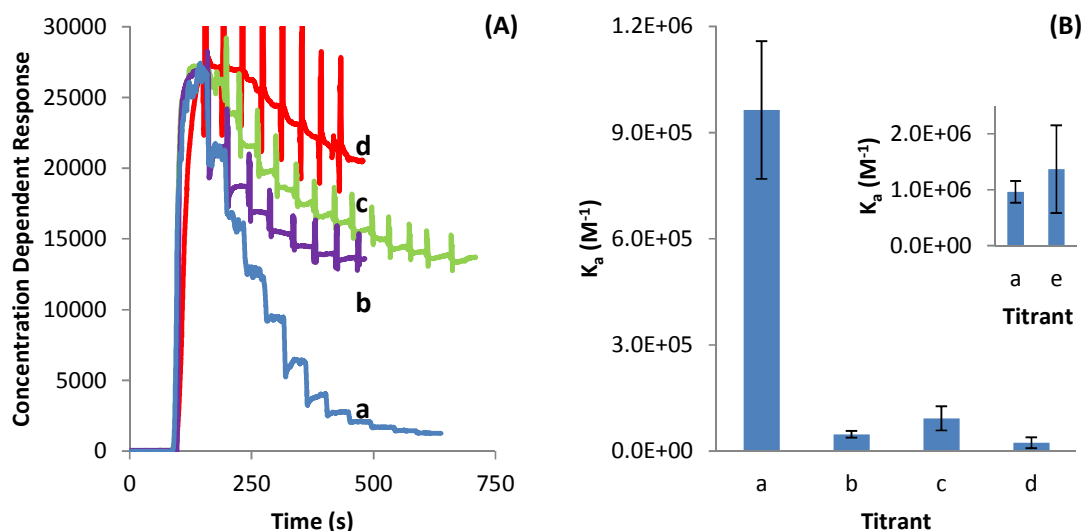 (A)
Concentration Dependent Response
30000
25000
20000
15000
10000
5000
0
0 250 500 750
Time (s)
d
c
b
a
(B)
Kₐ (M⁻¹)
1.2E+06
9.0E+05
6.0E+05
3.0E+05
0.0E+00
a b c d
Titrant
Kₐ (M⁻¹)
2.0E+06
1.0E+06
0.0E+00
a e
Titrant